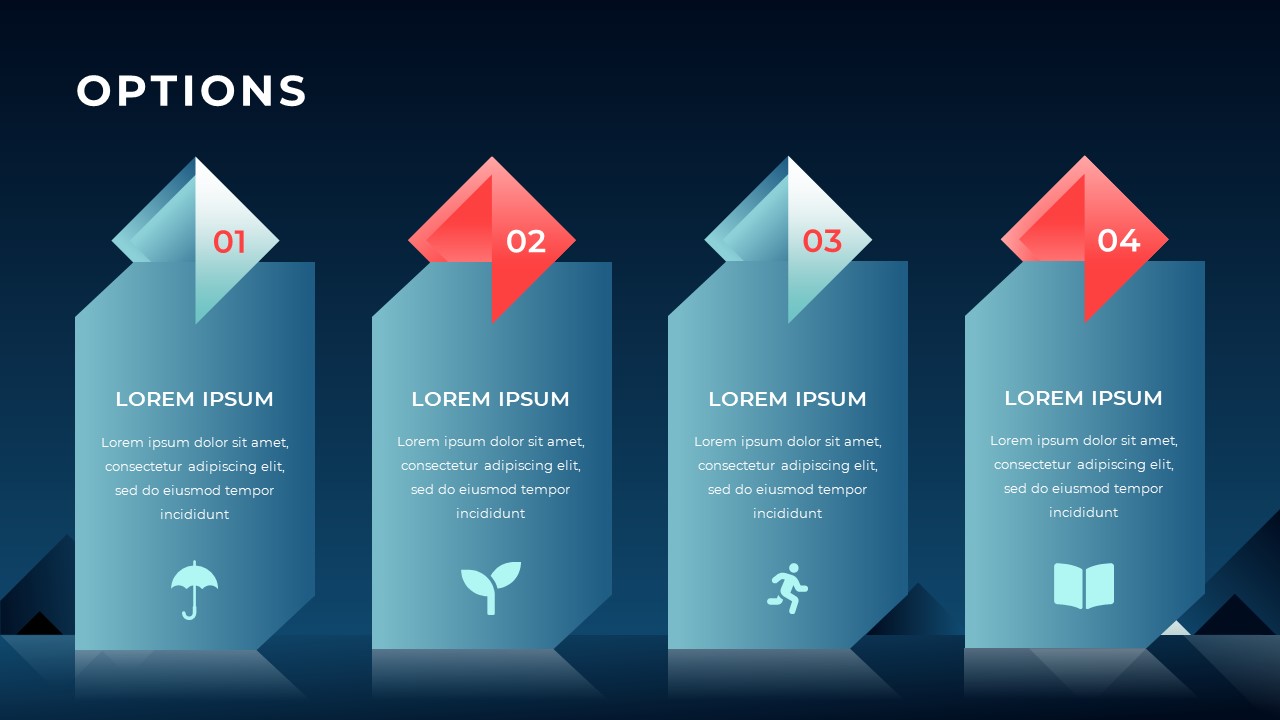 OPTIONS
01
LOREM IPSUM
Lorem ipsum dolor sit amet,
consectetur adipiscing elit,
sed do eiusmod tempor
incididunt
02
LOREM IPSUM
Lorem ipsum dolor sit amet,
consectetur adipiscing elit,
sed do eiusmod tempor
incididunt
03
LOREM IPSUM
Lorem ipsum dolor sit amet,
consectetur adipiscing elit,
sed do eiusmod tempor
incididunt
04
LOREM IPSUM
Lorem ipsum dolor sit amet,
consectetur adipiscing elit,
sed do eiusmod tempor
incididunt